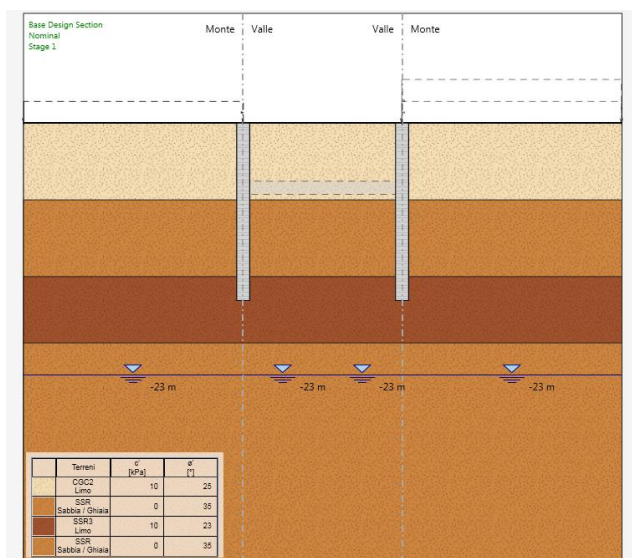 Base Design Section
Nominal
Stage 1
Monte Valle Valle Monte
-23 m -23 m -23 m -23 m
Terreni c' ø'
[kPa] [°]
CGC2
Limo 10 25
SSR
Sabbia / Ghiaia 0 35
SSR3
Limo 10 23
SSR
Sabbia / Ghiaia 0 35